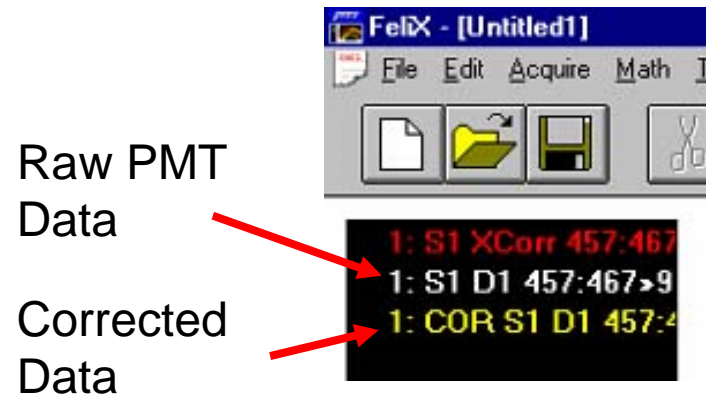 FeliX - [Untitled1]
File Edit Acquire Math
Raw PMT
Data
1: S1 XCorr 457:467
1: S1 D1 457:467»9
1: COR S1 D1 457:4
Corrected
Data